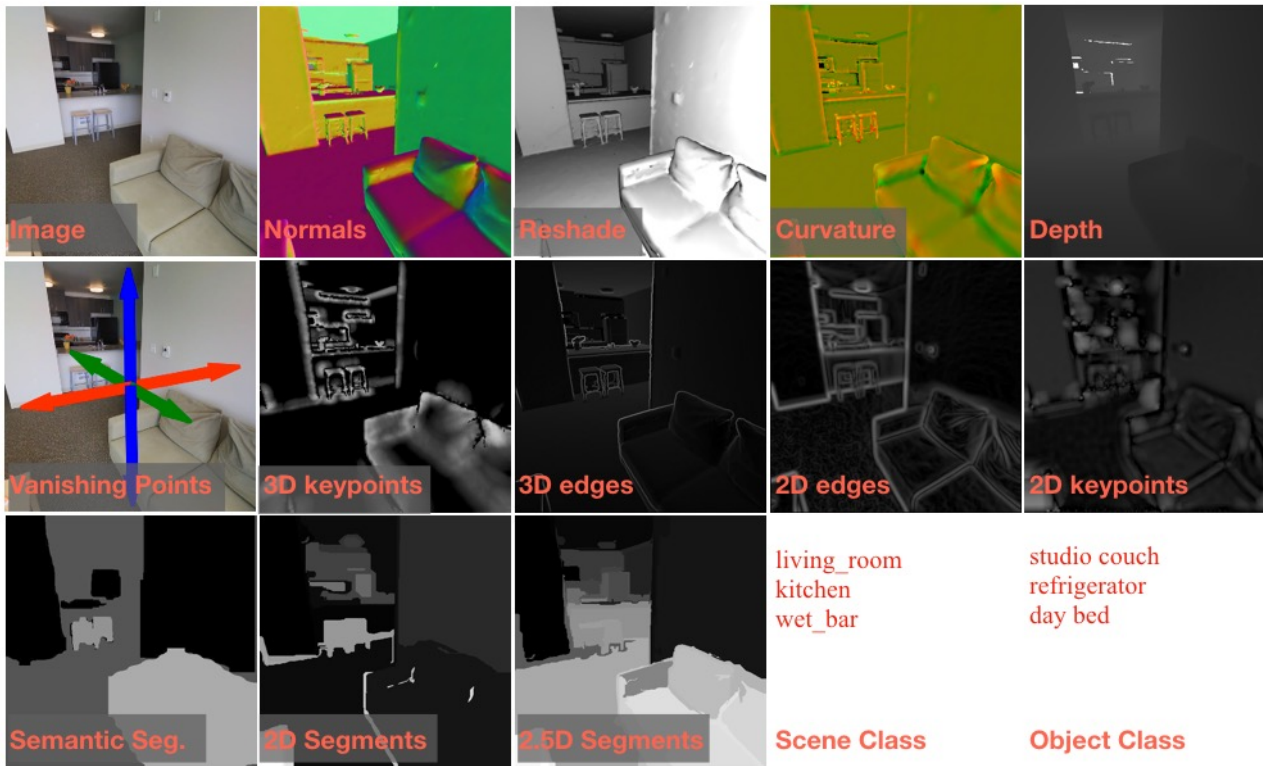 Image
Normals
Reshade
Curvature
Depth
Vanishing Points
3D keypoints
3D edges
2D edges
2D keypoints
Semantic Seg.
2D Segments
2.5D Segments
living_room
kitchen
wet_bar
Scene Class
studio couch
refrigerator
day bed
Object Class